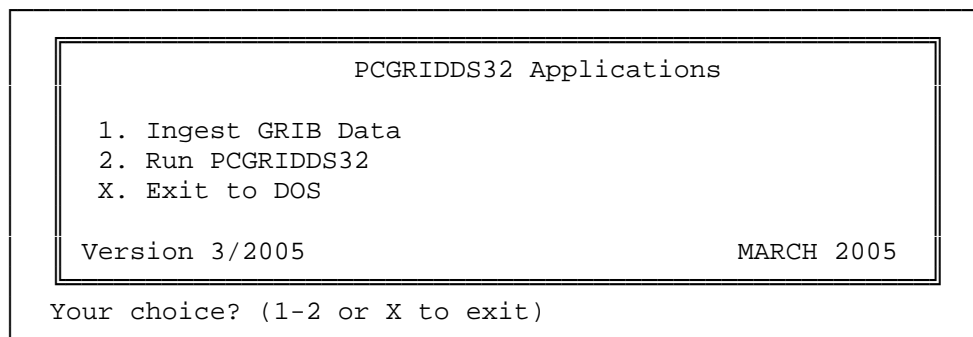 PCGRIDDS32 Applications
1. Ingest GRIB Data
2. Run PCGRIDDS32
X. Exit to DOS
Version 3/2005 MARCH 2005
Your choice? (1-2 or X to exit)